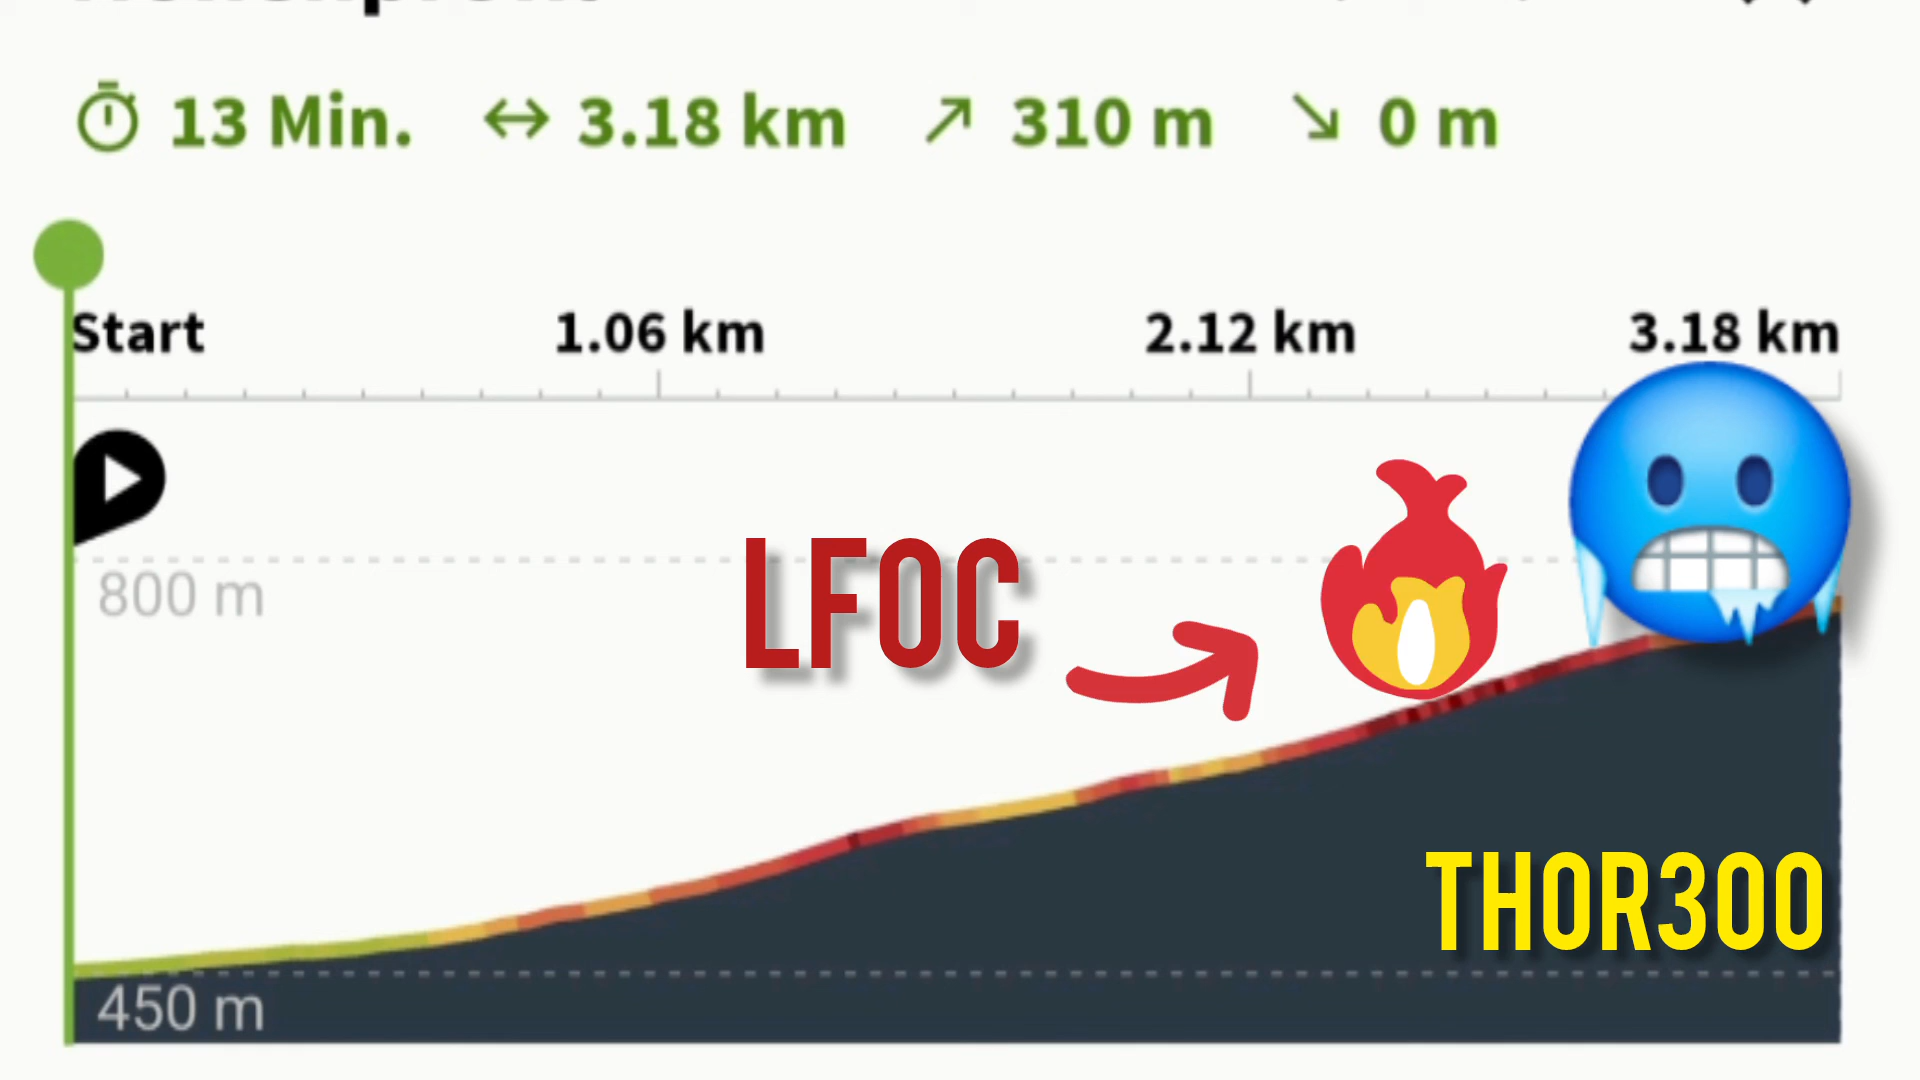 13 Min. 3.18 km 310 m 0 m
Start 1.06 km 2.12 km 3.18 km
800 m
LFOC
THOR300
450 m